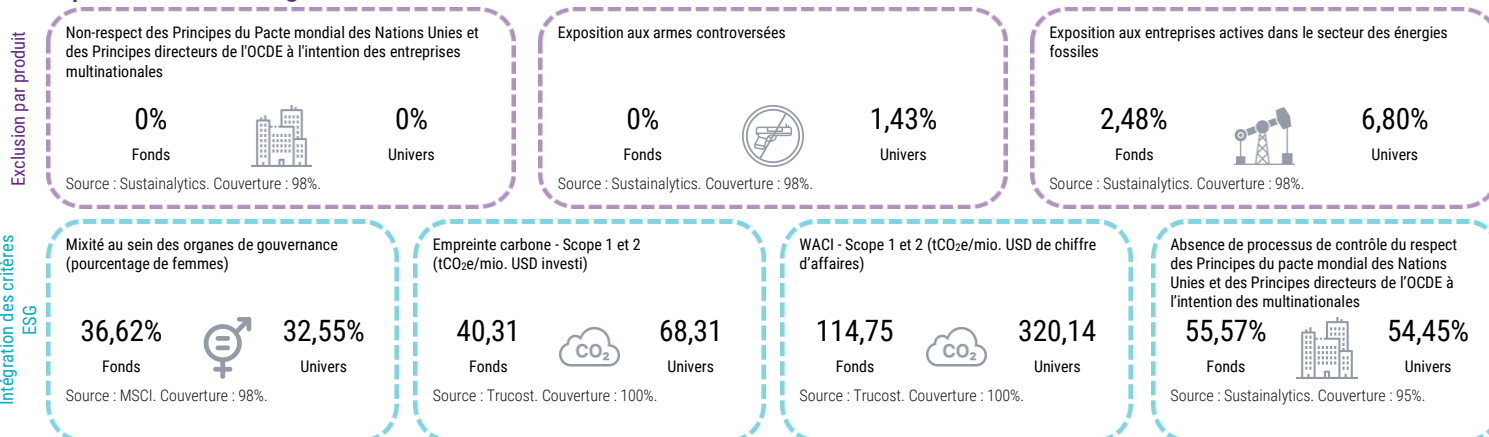 Exclusion par produit
Non-respect des Principes du Pacte mondial des Nations Unies et
des Principes directeurs de l'OCDE à l'intention des entreprises
multinationales
0%
Fonds
0%
Univers
Source : Sustainalytics. Couverture : 98%.
Exposition aux armes controversées
0%
Fonds
1,43%
Univers
Source : Sustainalytics. Couverture : 98%.
Exposition aux entreprises actives dans le secteur des énergies
fossiles
2,48%
Fonds
6,80%
Univers
Source : Sustainalytics. Couverture : 98%.
Intégration des critères
ESG
Mixité au sein des organes de gouvernance
(pourcentage de femmes)
36,62%
Fonds
32,55%
Univers
Source : MSCI. Couverture : 98%.
Empreinte carbone - Scope 1 et 2
(tCO₂e/mio. USD investi)
40,31
Fonds
CO₂
68,31
Univers
Source : Trucost. Couverture : 100%.
WACI - Scope 1 et 2 (tCO₂e/mio. USD de chiffre
d’affaires)
114,75
Fonds
CO₂
320,14
Univers
Source : Trucost. Couverture : 100%.
Absence de processus de contrôle du respect
des Principes du pacte mondial des Nations
Unies et des Principes directeurs de l’OCDE à
l’intention des multinationales
55,57%
Fonds
54,45%
Univers
Source : Sustainalytics. Couverture : 95%.